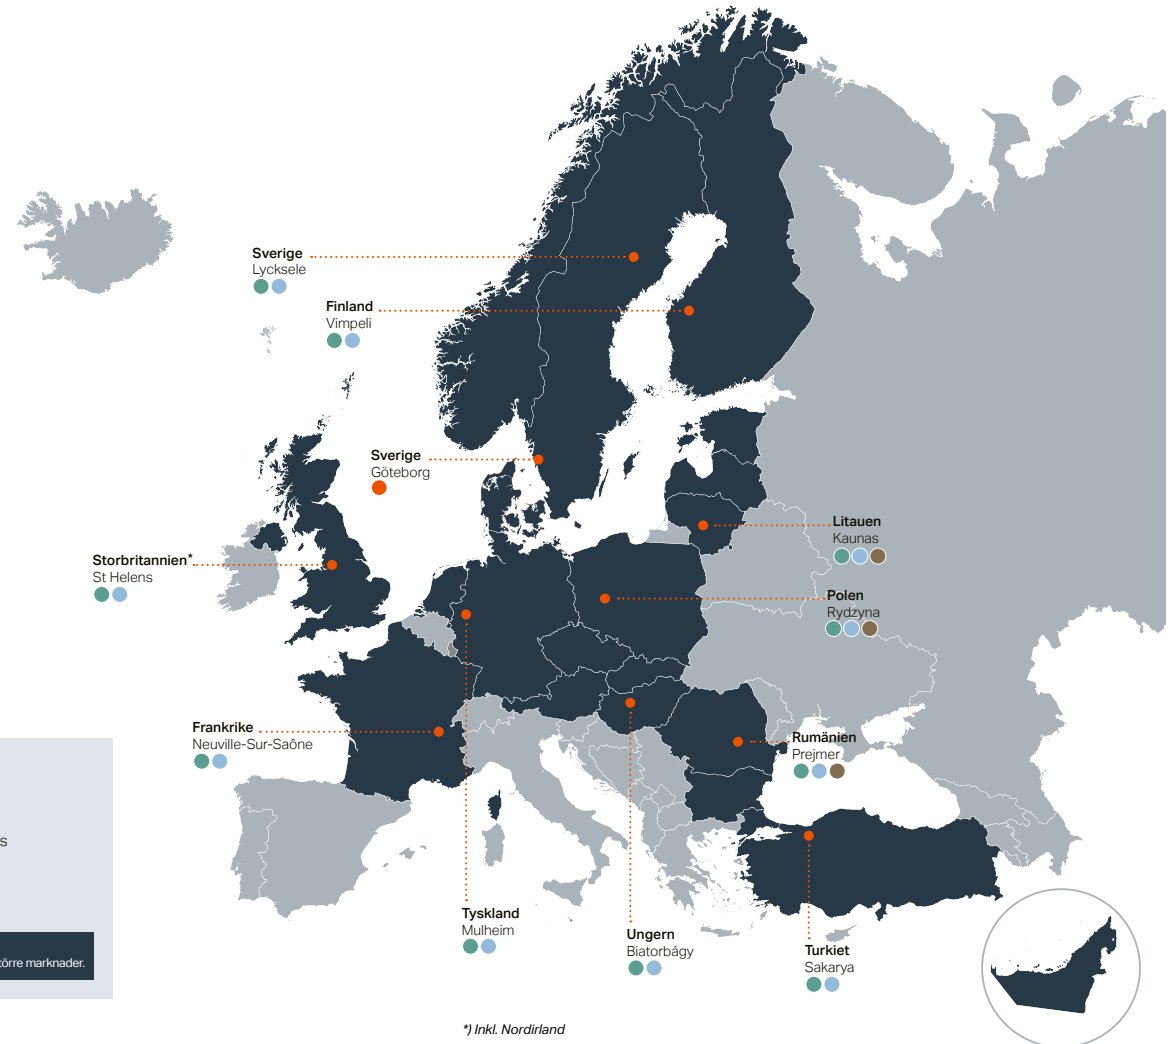 Sverige
Lycksele
Finland
Vimpeli
Sverige
Göteborg
Litauen
Kaunas
Storbritannien*
St Helens
Polen
Rydzyna
Frankrike
Neuville-Sur-Saône
Rumänien
Prejmer
Tyskland
Mulheim
Ungern
Biatorbágy
Turkiet
Sakarya
marknader.
*) Inkl. Nordirland